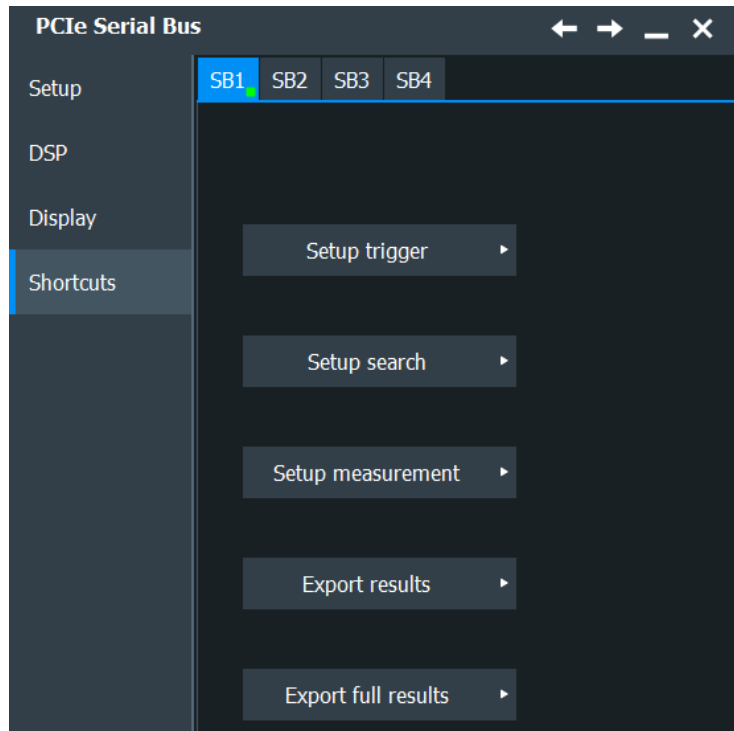 PCIe Serial Bus
Setup
DSP
Display
Shortcuts
SB1 SB2 SB3 SB4
Setup trigger
Setup search
Setup measurement
Export results
Export full results